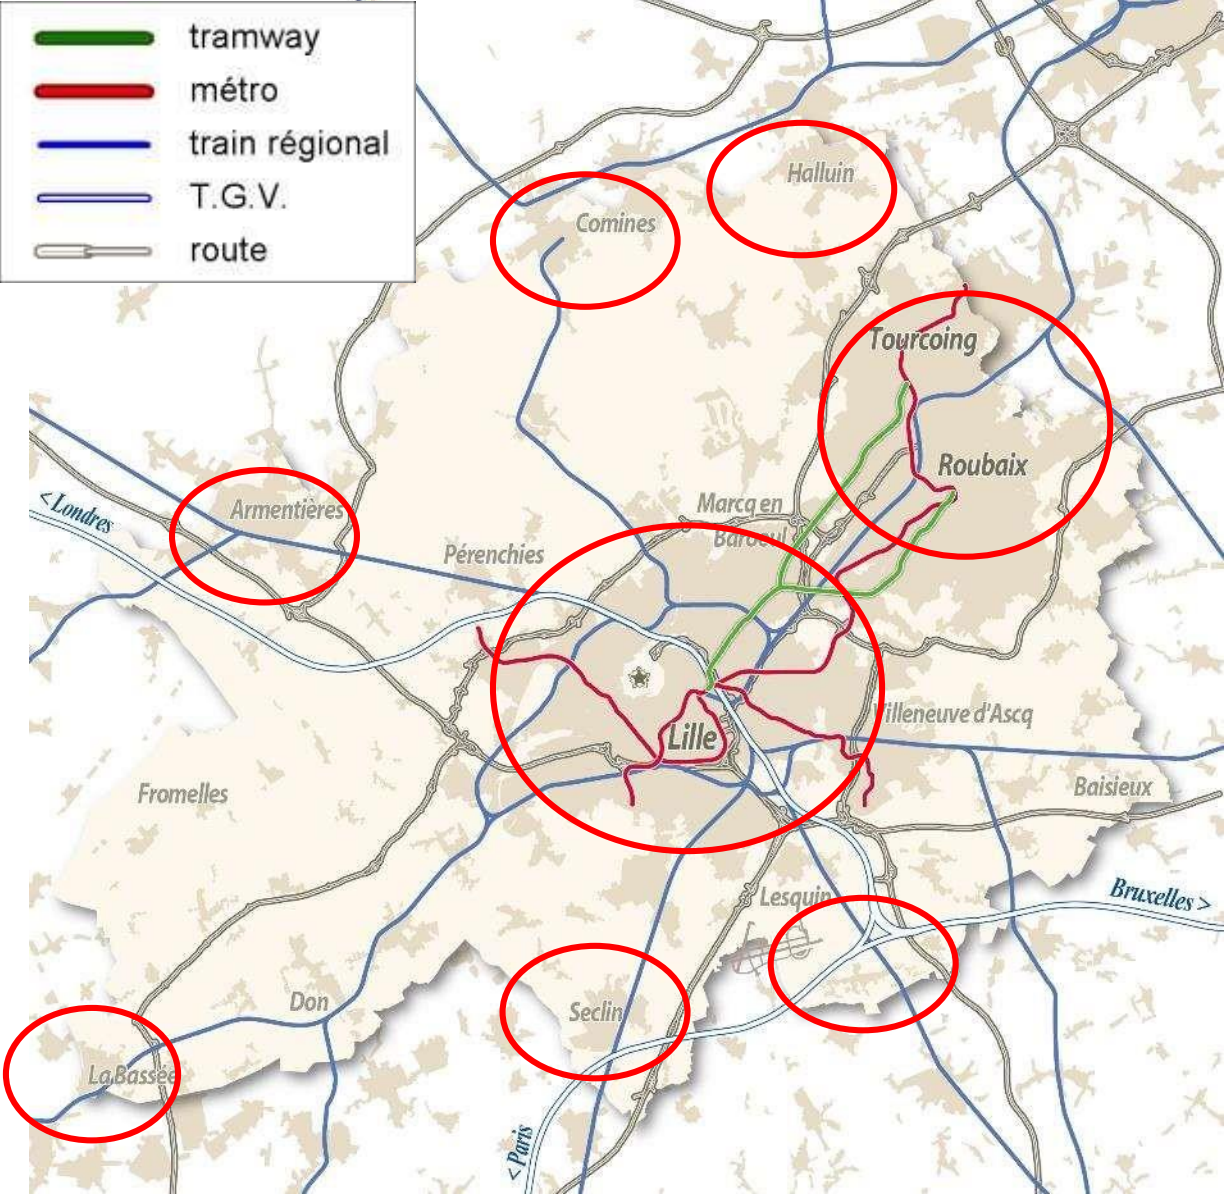 tramway
métro
train régional
T.G.V.
route
Halluin
Comines
Tourcoing
Roubaix
Marcq en
Baroeul
Armentières
<Londres
Pérenchies
Lille
Villeneuve d'Ascq
Fromelles
Baisieux
Lesquin
Bruxelles >
Don
Seclin
La Bassée
<Paris